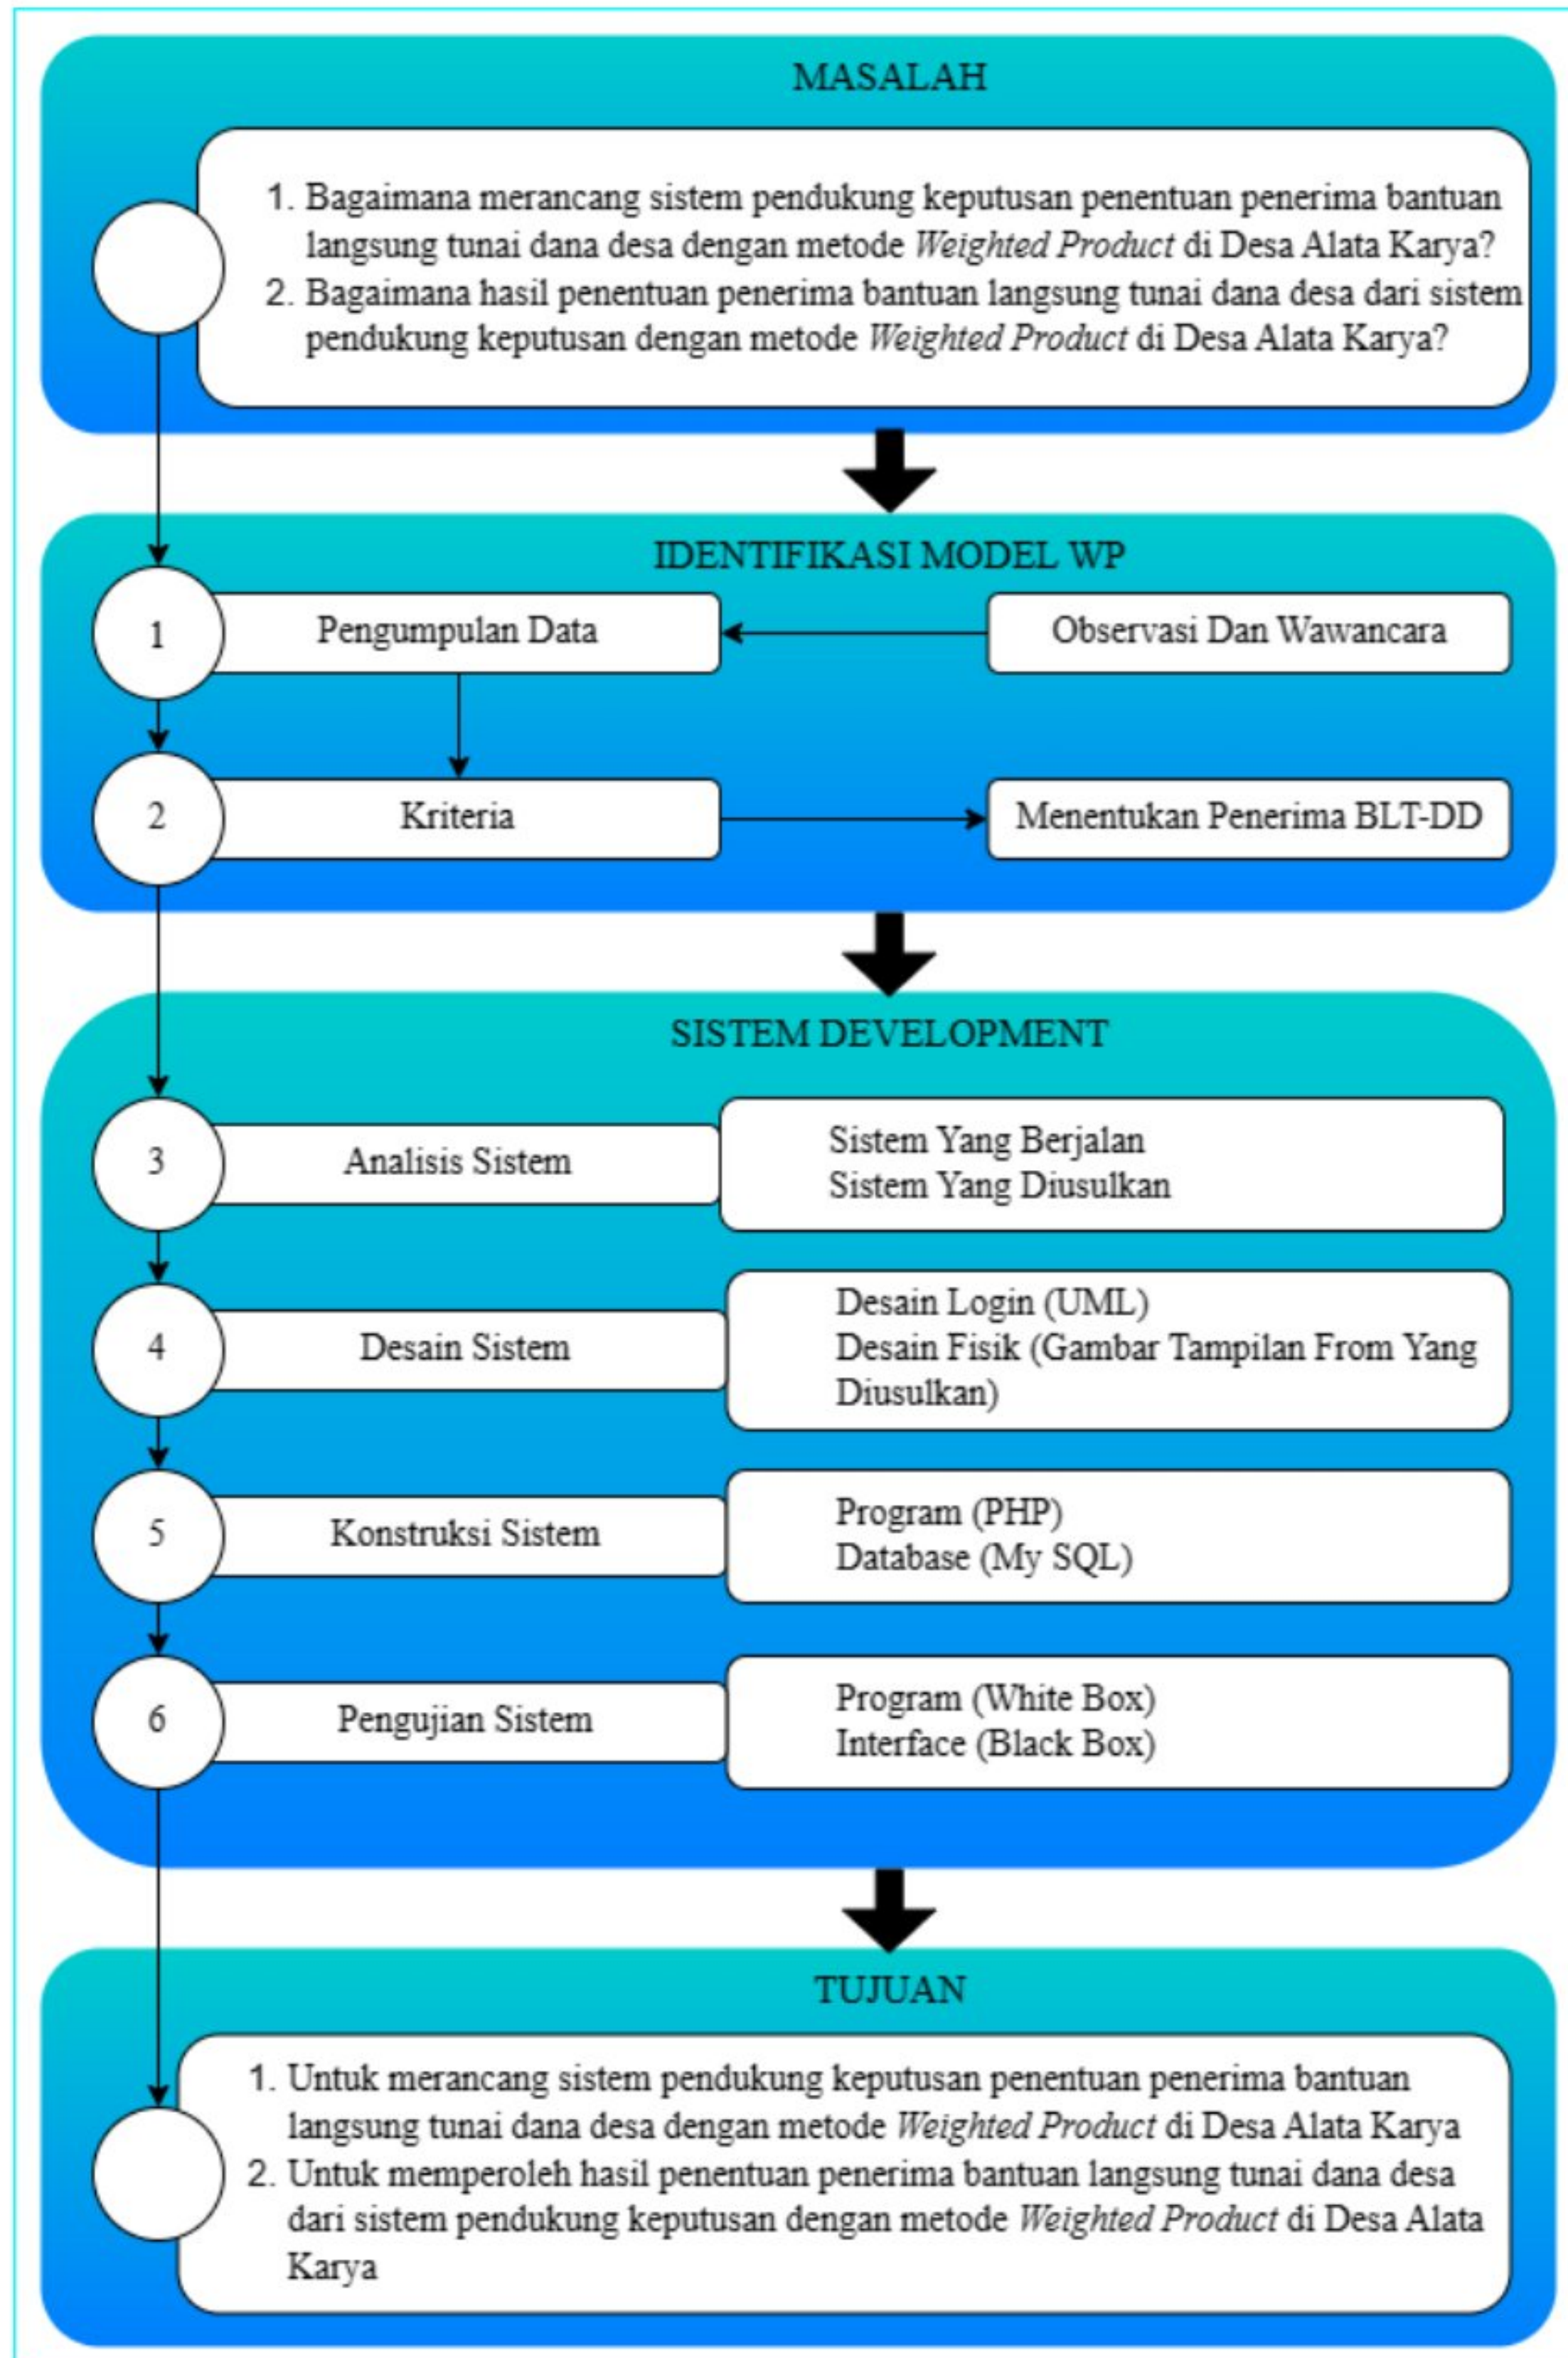 MASALAH
1. Bagaimana merancang sistem pendukung keputusan penentuan penerima bantuan
langsung tunai dana desa dengan metode Weighted Product di Desa Alata Karya?
2. Bagaimana hasil penentuan penerima bantuan langsung tunai dana desa dari sistem
pendukung keputusan dengan metode Weighted Product di Desa Alata Karya?
IDENTIFIKASI MODEL WP
1
Pengumpulan Data
Observasi Dan Wawancara
2
Kriteria
Menentukan Penerima BLT-DD
SISTEM DEVELOPMENT
3
Analisis Sistem
Sistem Yang Berjalan
Sistem Yang Diusulkan
4
Desain Sistem
Desain Login (UML)
Desain Fisik (Gambar Tampilan From Yang
Diusulkan)
5
Konstruksi Sistem
Program (PHP)
Database (My SQL)
6
Pengujian Sistem
Program (White Box)
Interface (Black Box)
TUJUAN
1. Untuk merancang sistem pendukung keputusan penentuan penerima bantuan
langsung tunai dana desa dengan metode Weighted Product di Desa Alata Karya
2. Untuk memperoleh hasil penentuan penerima bantuan langsung tunai dana desa
dari sistem pendukung keputusan dengan metode Weighted Product di Desa Alata
Karya